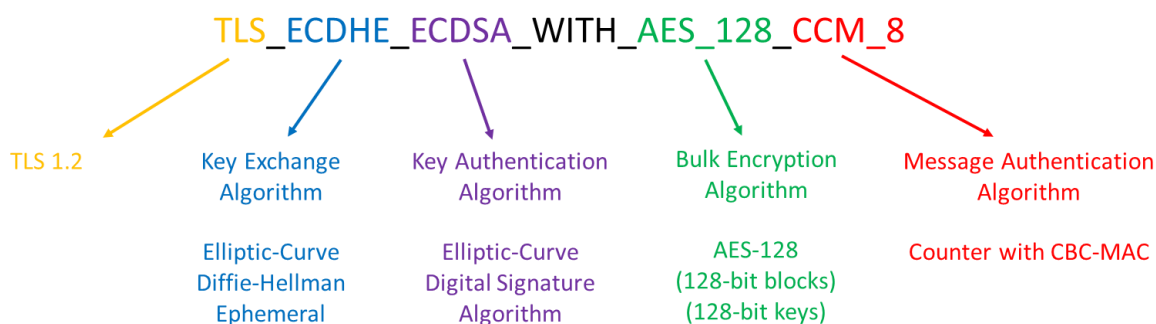 TLS_ECDHE_ECDSA_WITH_AES_128_CCM_8
TLS 1.2
Key Exchange
Algorithm
Elliptic-Curve
Diffie-Hellman
Ephemeral
Key Authentication
Algorithm
Elliptic-Curve
Digital Signature
Algorithm
Bulk Encryption
Algorithm
AES-128
(128-bit blocks)
(128-bit keys)
Message Authentication
Algorithm
Counter with CBC-MAC